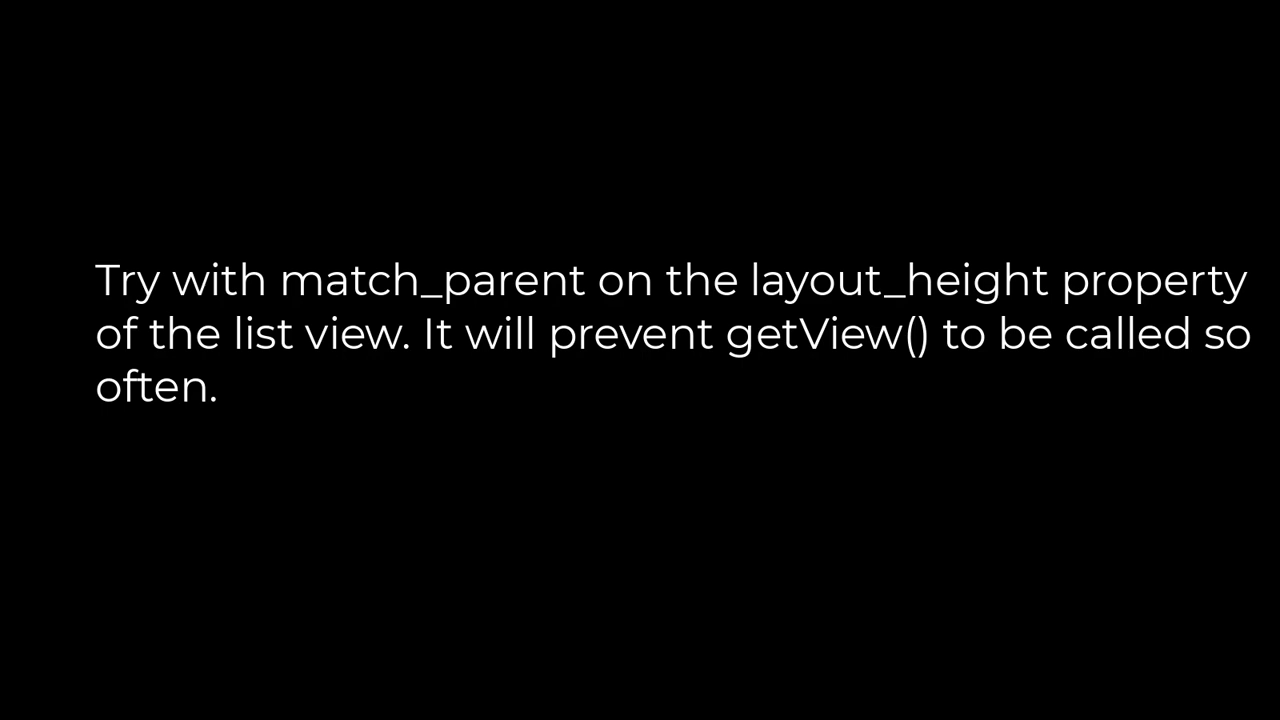 Try with match_parent on the layout_height property
of the list view. It will prevent getView() to be called so
often.